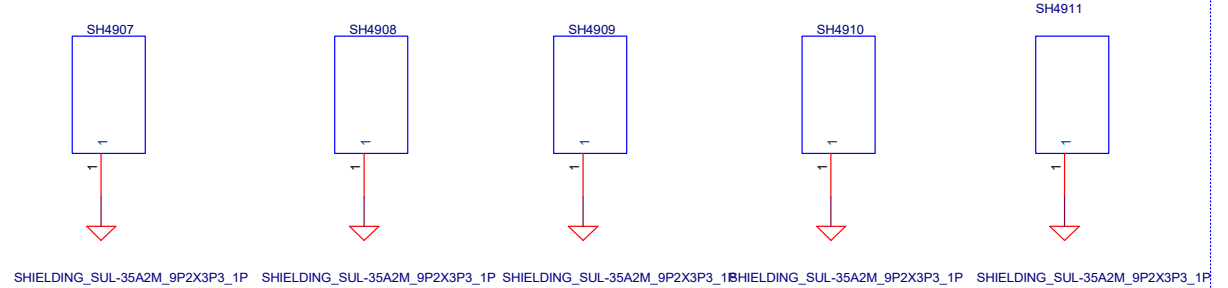 SH4911
SH4907 SH4908 SH4909 SH4910
1 1 1 1 1
1 1 1 1 1
SHIELDING_SUL-35A2M_9P2X3P3_1P SHIELDING_SUL-35A2M_9P2X3P3_1P SHIELDING_SUL-35A2M_9P2X3P3_1P SHIELDING_SUL-35A2M_9P2X3P3_1P SHIELDING_SUL-35A2M_9P2X3P3_1P